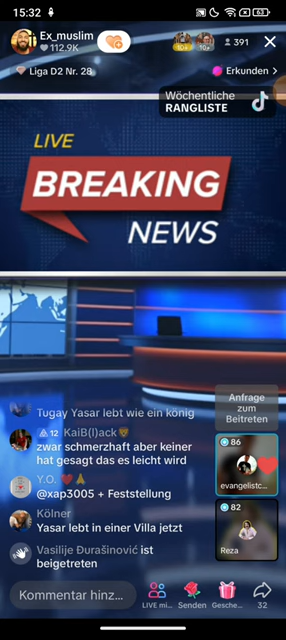 15:32
63
Ex_muslim
112.9K
391
Liga D2 Nr. 28
Erkunden >
Wöchentliche
RANGLISTE
LIVE
BREAKING
NEWS
Tugay Yasar lebt wie ein könig
12 KaiB(l)ack
zwar schmerzhaft aber keiner
hat gesagt das es leicht wird
Y.O.
@xap3005 + Feststellung
Kölner
Yasar lebt in einer Villa jetzt
Vasilije Đurašinović ist
beigetreten
Anfrage
zum
Beitreten
86
evangelistc...
82
Reza
Kommentar hinz...
LIVE mi...
Senden
Gesche...
32